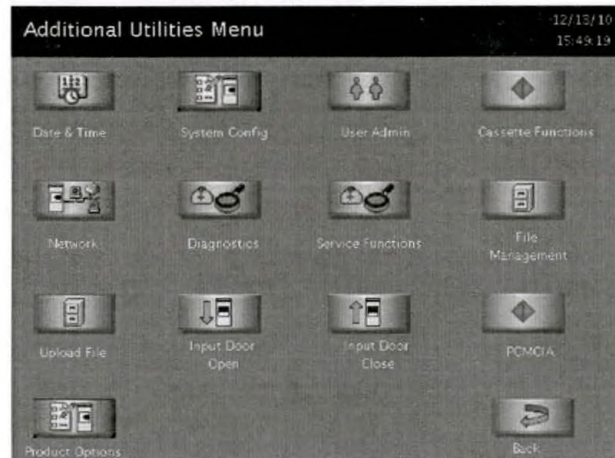 Additional Utilities Menu
12/13/10
15:49:19
Date & Time
System Config
User Admin
Cassette Functions
Network
Diagnostics
Service Functions
File
Management
Upload File
Input Door
Open
Input Door
Close
PCMCIA
Product Options
Back